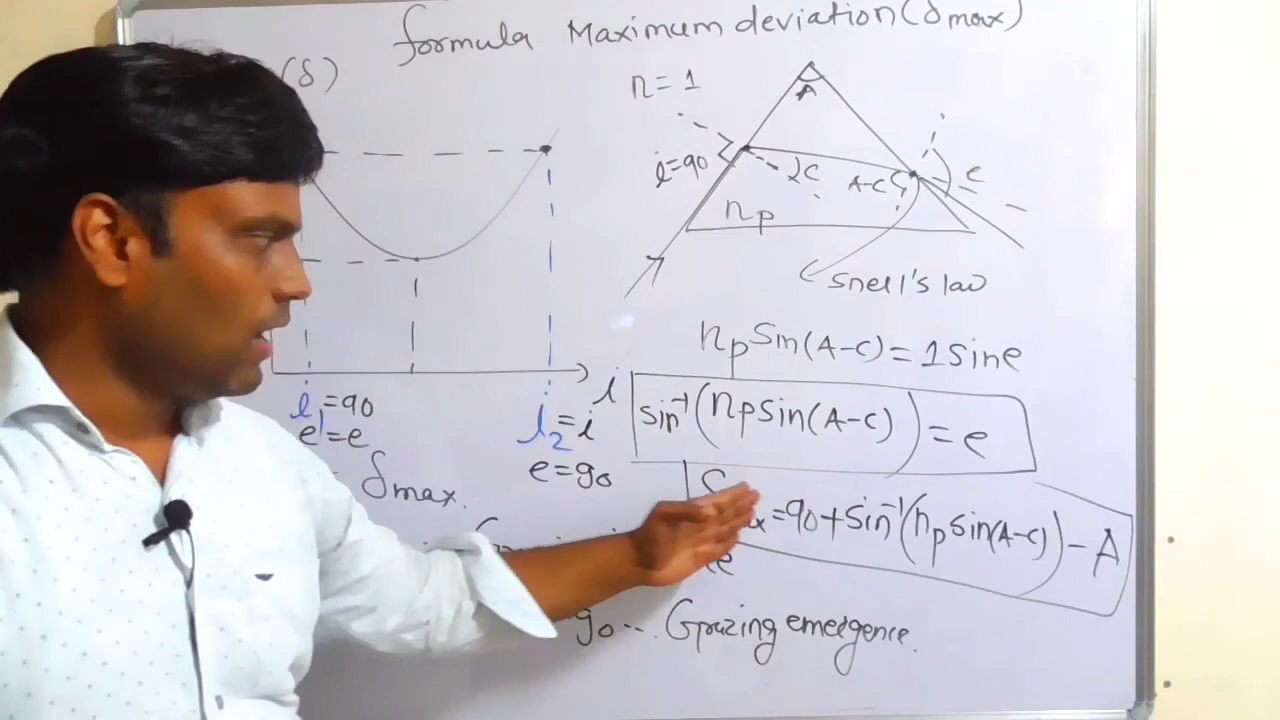 formula Maximum deviation (δmax)
(δ)
n = 1
A
i = 90
C
A-C
e
np
Snell's law
np Sin(A-C) = 1 Sine
i
i1 = 90
e = e
i2 = i
e = 90
sin⁻¹(np sin(A-C)) = e
δmax.
= 90 + Sin⁻¹(np sin(A-C)) - A
90 -- Grazing emergence.